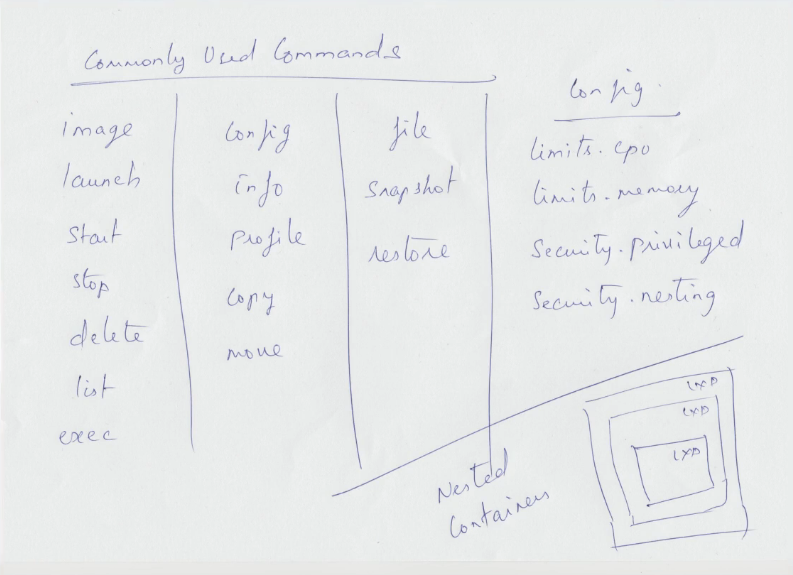 Commonly Used Commands
image
launch
start
stop
delete
list
exec
config
info
profile
copy
move
file
snapshot
restore
config.
limits.cpu
limits.memory
security.privileged
security.nesting
Nested
Containers
LXD
LXD
LXD